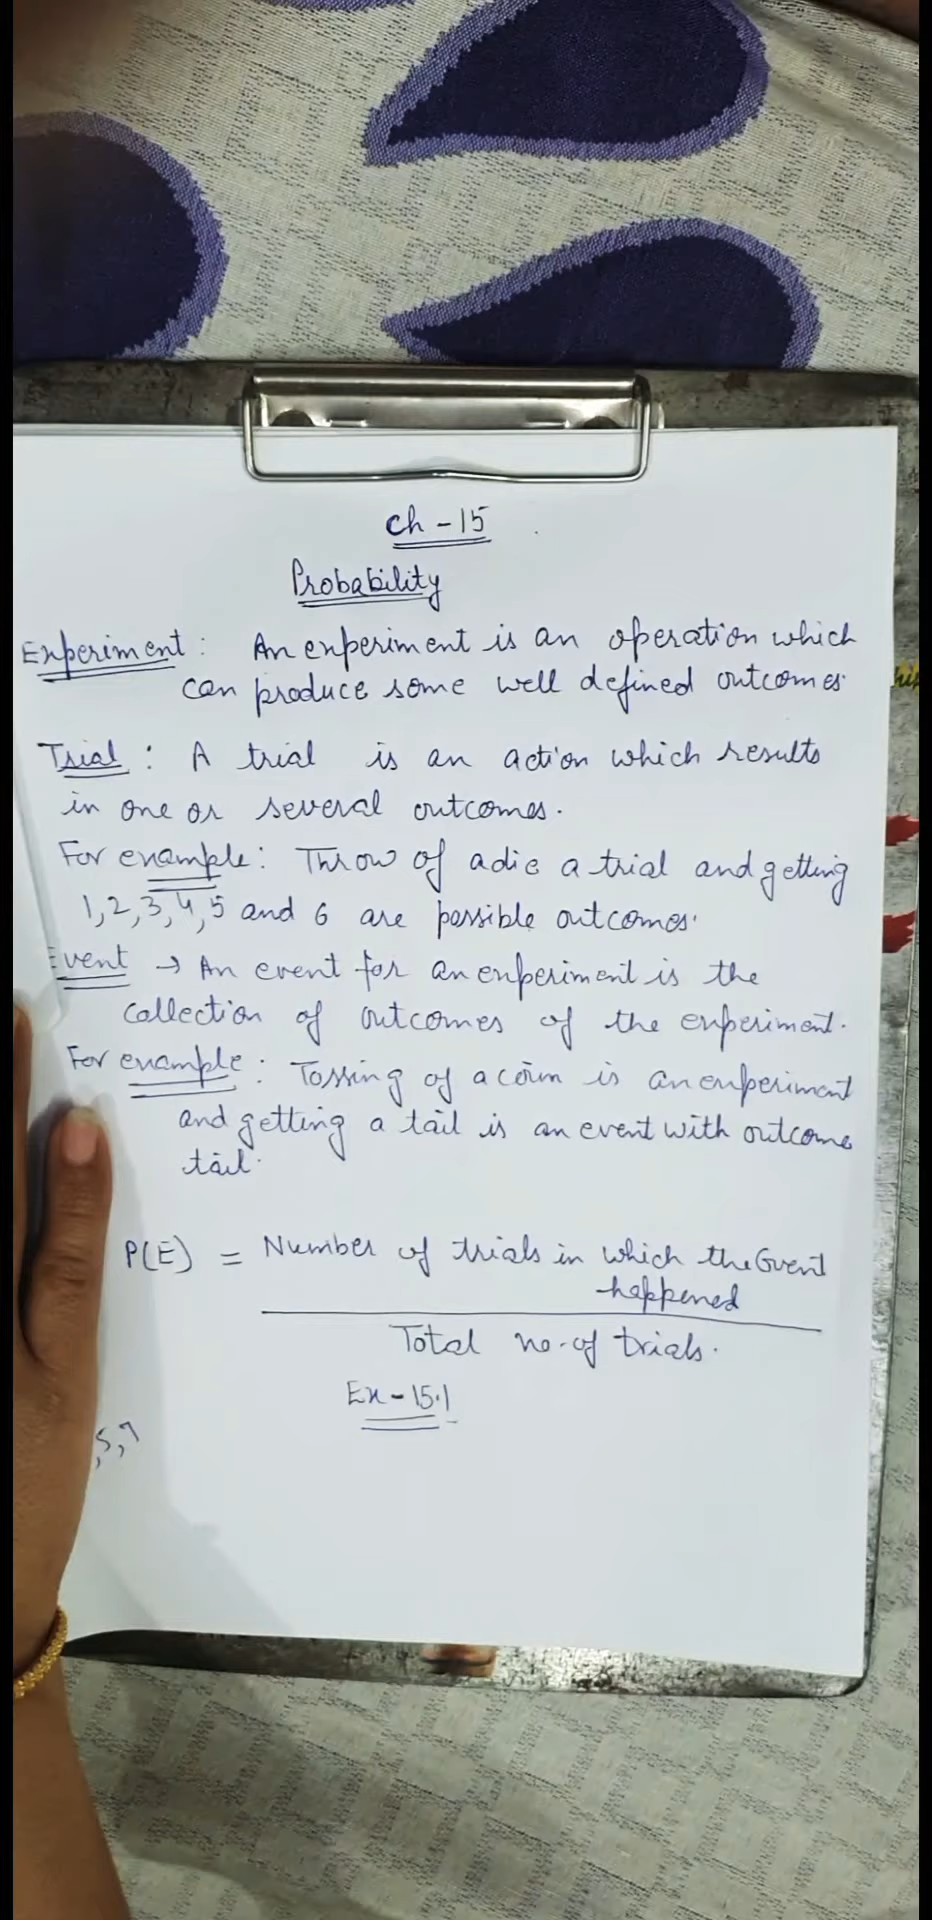 Ch - 15
Probability
Experiment : An experiment is an operation which
can produce some well defined outcomes.
Trial : A trial is an action which results
in one or several outcomes.
For example : Throw of a die a trial and getting
1, 2, 3, 4, 5 and 6 are possible outcomes.
Event → An event for an experiment is the
collection of outcomes of the experiment.
For example : Tossing of a coin is an experiment
and getting a tail is an event with outcome
tail.
P(E) = Number of trials in which the Event
happened
Total no. of trials.
Ex - 15.1
, 5, 7